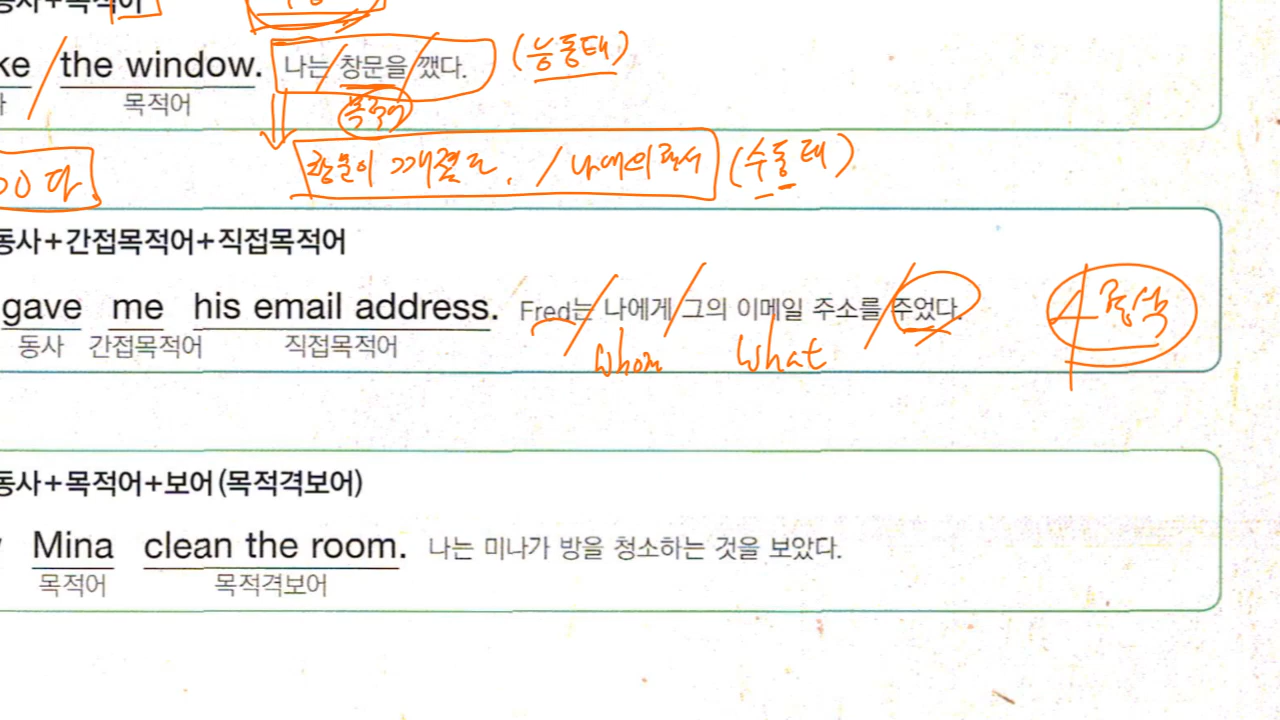 동사+목적어
ke the window. 나는 창문을 깼다. (능동태)
목적어 목적어
창문이 깨졌다. / 나에의해서 (수동태)
다.
동사+간접목적어+직접목적어
gave me his email address. Fred는 나에게 그의 이메일 주소를 주었다.
동사 간접목적어 직접목적어 whom what
동사+목적어+보어(목적격보어)
Mina clean the room. 나는 미나가 방을 청소하는 것을 보았다.
목적어 목적격보어